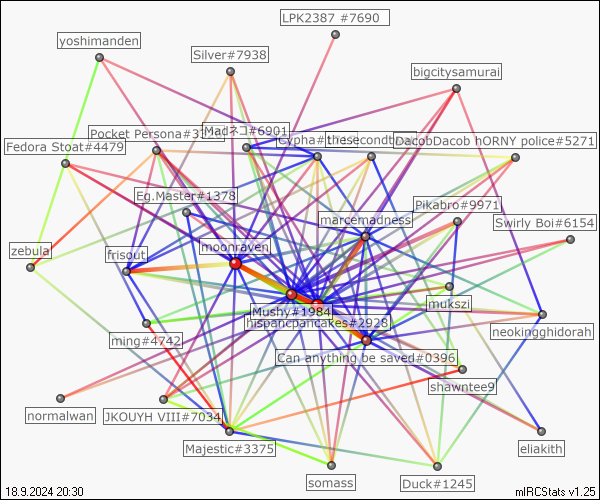 LPK2387 #7690
yoshimanden
Silver#7938
bigcitysamurai
MadネコJ#6901
Pocket Persona#37
Cypha#
thesecondt
DacobDacob hORNY police#5271
Fedora Stoat#4479
Eg.Master#1378
Pikabro#9971
marcemadness
Swirly Boi#6154
moonraven
zebula
frisout
mukszi
Mushy#1984
hispancpancakes#2928
neokingghidorah
ming#4742
Can anything be saved#0396
shawntee9
normalwan
JKOUYH VIII#7034
Majestic#3375
eliakith
somass
Duck#1245
18.9.2024 20:30
mIRCStats v1.25